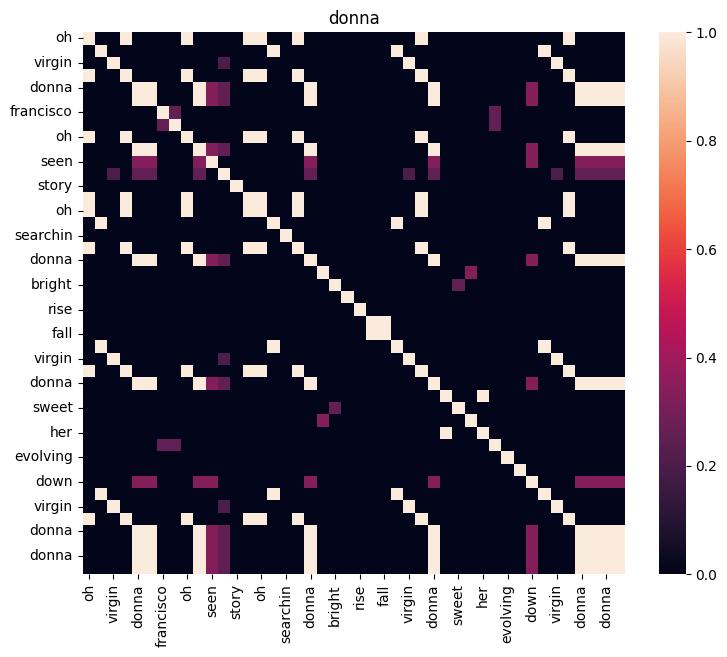 donna
oh
virgin
donna
francisco
oh
seen
story
oh
searchin
donna
bright
rise
fall
virgin
donna
sweet
her
evolving
down
virgin
donna
donna
oh
virgin
donna
francisco
oh
seen
story
oh
searchin
donna
bright
rise
fall
virgin
donna
sweet
her
evolving
down
virgin
donna
donna
1.0
0.8
0.6
0.4
0.2
0.0